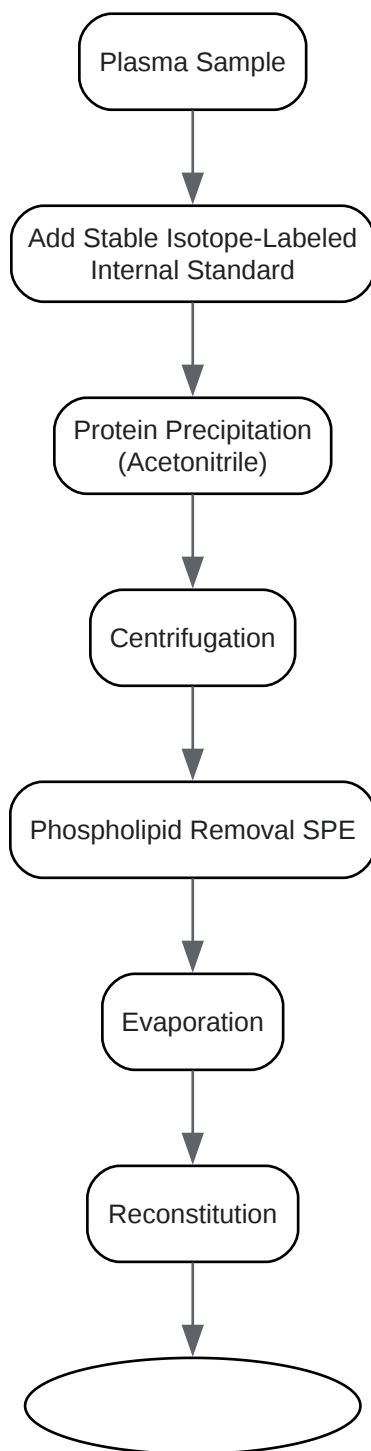 Plasma Sample
Add Stable Isotope-Labeled
Internal Standard
Protein Precipitation
(Acetonitrile)
Centrifugation
Phospholipid Removal SPE
Evaporation
Reconstitution